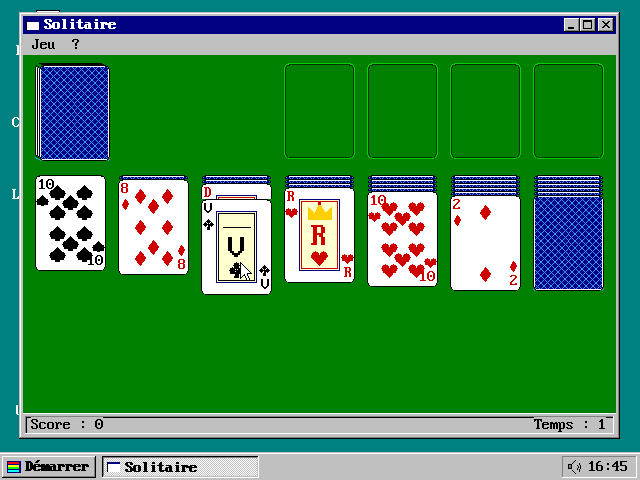 Solitaire
Jeu ?
10
10
8
8
D
V
V
V
R
R
R
10
10
2
2
Score : 0
Temps : 1
Démarrer
Solitaire
16:45